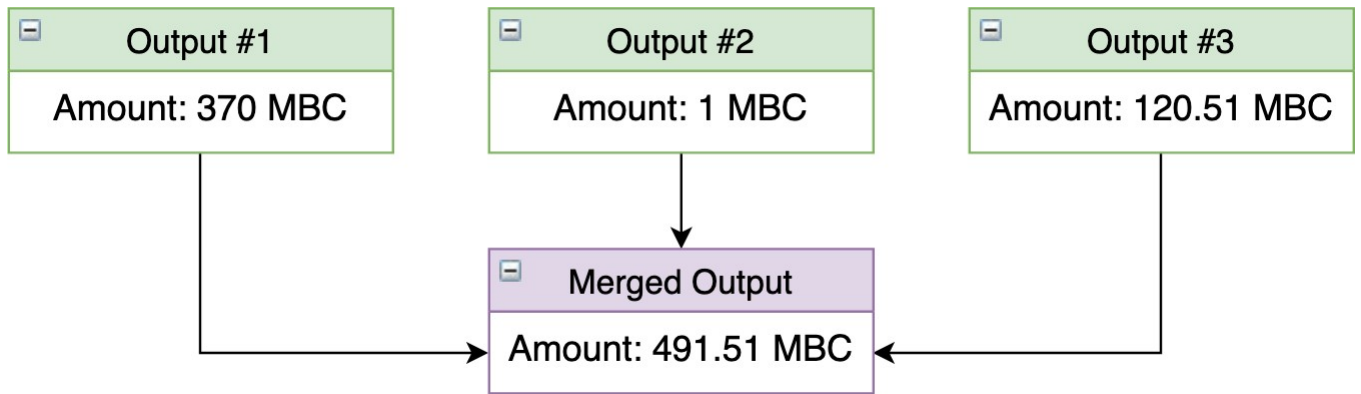 Output #1
Amount: 370 MBC
Output #2
Amount: 1 MBC
Output #3
Amount: 120.51 MBC
Merged Output
Amount: 491.51 MBC